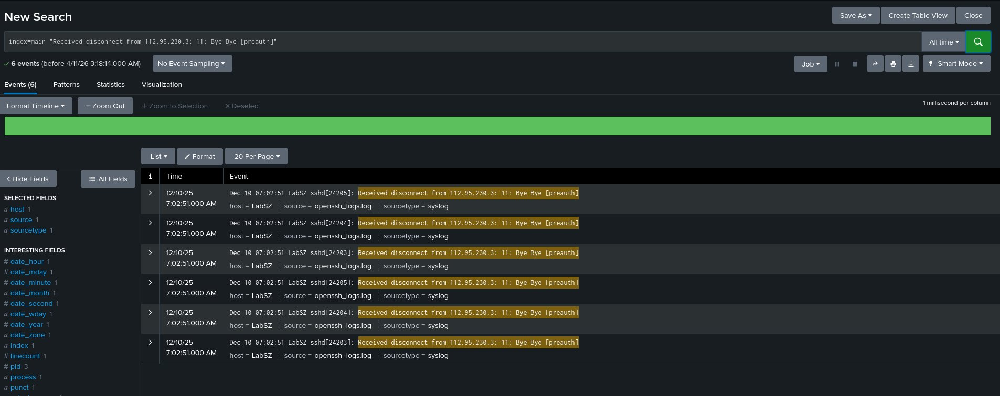 New Search
Save As
Create Table View
Close
index=main "Received disconnect from 112.95.230.3: 11: Bye Bye [preauth]"
All time
6 events (before 4/11/26 3:18:14.000 AM)
No Event Sampling
Job
Smart Mode
Events (6)
Patterns
Statistics
Visualization
Format Timeline
— Zoom Out
+ Zoom to Selection
× Deselect
1 millisecond per column
List
Format
20 Per Page
< Hide Fields
All Fields
i
Time
Event
SELECTED FIELDS
a host 1
a source 1
a sourcetype 1
INTERESTING FIELDS
# date_hour 1
# date_mday 1
# date_minute 1
a date_month 1
# date_second 1
a date_wday 1
# date_year 1
a date_zone 1
a index 1
# linecount 1
# pid 3
a process 1
a punct 1
12/10/25
7:02:51.000 AM
Dec 10 07:02:51 LabSZ sshd[24205]: Received disconnect from 112.95.230.3: 11: Bye Bye [preauth]
host = LabSZ source = openssh_logs.log sourcetype = syslog
12/10/25
7:02:51.000 AM
Dec 10 07:02:51 LabSZ sshd[24204]: Received disconnect from 112.95.230.3: 11: Bye Bye [preauth]
host = LabSZ source = openssh_logs.log sourcetype = syslog
12/10/25
7:02:51.000 AM
Dec 10 07:02:51 LabSZ sshd[24203]: Received disconnect from 112.95.230.3: 11: Bye Bye [preauth]
host = LabSZ source = openssh_logs.log sourcetype = syslog
12/10/25
7:02:51.000 AM
Dec 10 07:02:51 LabSZ sshd[24205]: Received disconnect from 112.95.230.3: 11: Bye Bye [preauth]
host = LabSZ source = openssh_logs.log sourcetype = syslog
12/10/25
7:02:51.000 AM
Dec 10 07:02:51 LabSZ sshd[24204]: Received disconnect from 112.95.230.3: 11: Bye Bye [preauth]
host = LabSZ source = openssh_logs.log sourcetype = syslog
12/10/25
7:02:51.000 AM
Dec 10 07:02:51 LabSZ sshd[24203]: Received disconnect from 112.95.230.3: 11: Bye Bye [preauth]
host = LabSZ source = openssh_logs.log sourcetype = syslog